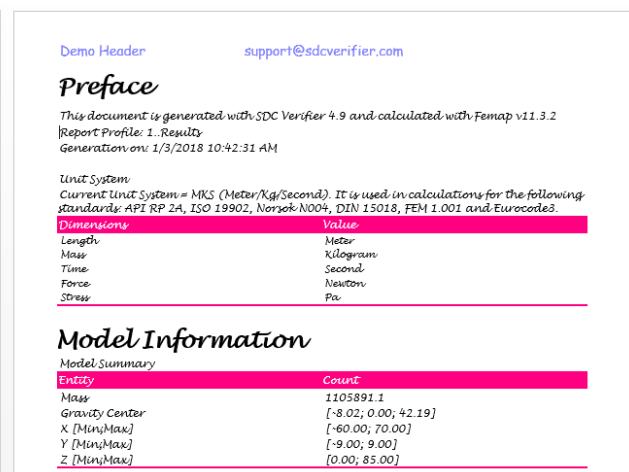 Demo Header support@sdcverifier.com
Preface
This document is generated with SDC Verifier 4.9 and calculated with Femap v11.3.2
Report Profile: 1..Results
Generation on: 1/3/2018 10:42:31 AM
Unit System
Current Unit System = MKS (Meter/Kg/Second). It is used in calculations for the following
standards: API RP 2A, ISO 19902, Norsok N004, DIN 15018, FEM 1.001 and Eurocode3.
Dimensions Value
Length Meter
Mass Kilogram
Time Second
Force Newton
Stress Pa
Model Information
Model Summary
Entity Count
Mass 1105891.1
Gravity Center [-8.02; 0.00; 42.19]
X [Min;Max] [-60.00; 70.00]
Y [Min;Max] [-9.00; 9.00]
Z [Min;Max] [0.00; 85.00]